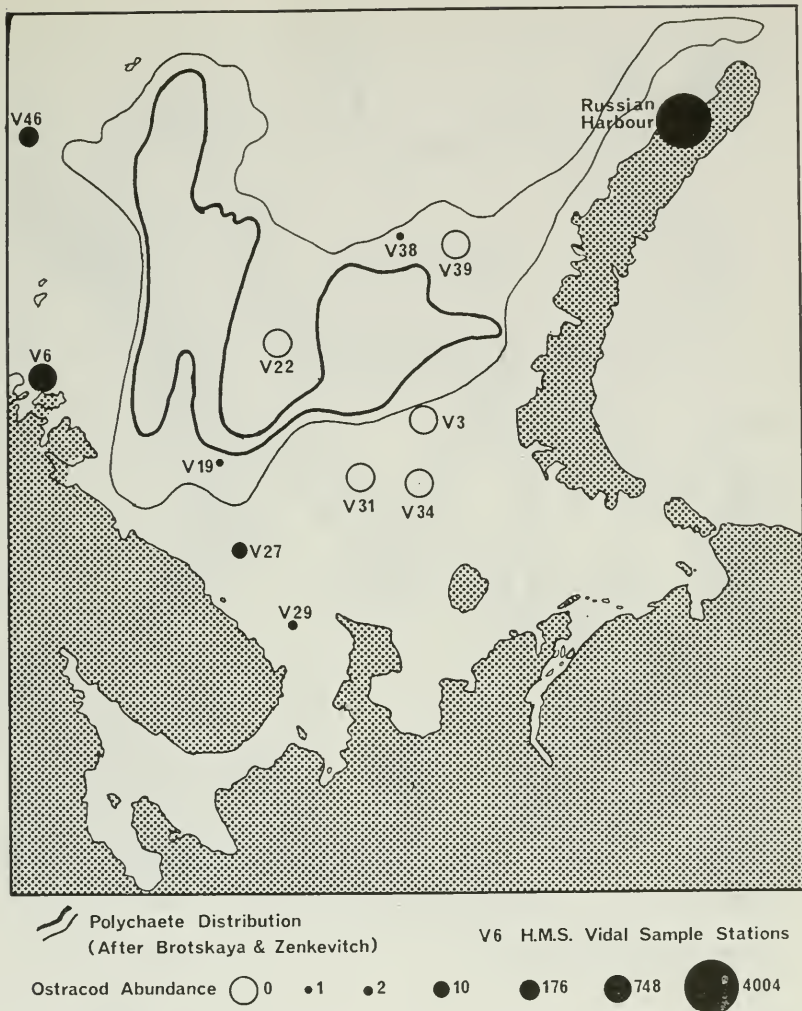 Russian
Harbour
V46
V38
V39
V22
V6
V3
V19
V31
V34
V27
V29
Polychaete Distribution
(After Brotskaya & Zenkevitch)
V6 H.M.S. Vidal Sample Stations
Ostracod Abundance 0 1 2 10 176 748 4004